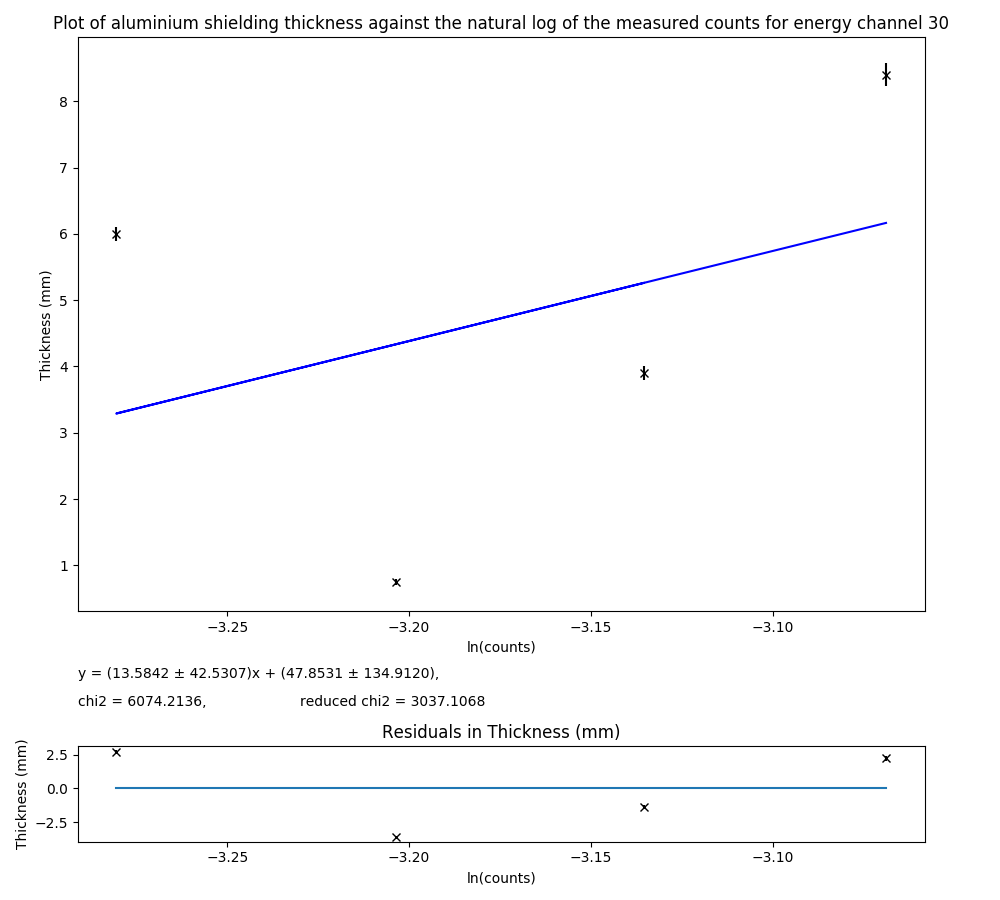 Plot of aluminium shielding thickness against the natural log of the measured counts for energy channel 30
8
7
6
5
4
3
2
1
Thickness (mm)
−3.25 −3.20 −3.15 −3.10
ln(counts)
y = (13.5842 ± 42.5307)x + (47.8531 ± 134.9120),
chi2 = 6074.2136, reduced chi2 = 3037.1068
Residuals in Thickness (mm)
2.5
0.0
−2.5
Thickness (mm)
−3.25 −3.20 −3.15 −3.10
ln(counts)